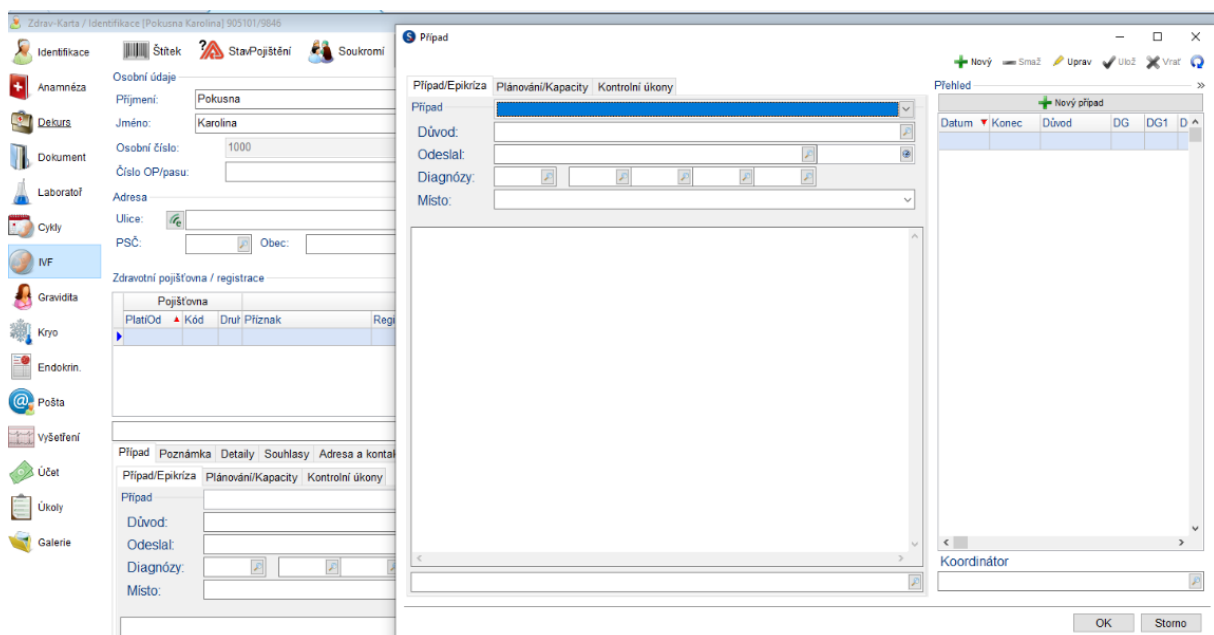 Zdrav-Karta / Identifikace [Pokusna Karolina] 905101/9846
Identifikace
Anamnéza
Dekurs
Dokument
Laboratoř
Cykly
IVF
Gravidita
Kryo
Endokrin.
Pošta
Vyšetření
Účet
Úkoly
Galerie
Štítek StavPojištění Soukromí
Osobní údaje
Příjmení: Pokusna
Jméno: Karolina
Osobní číslo: 1000
Číslo OP/pasu:
Adresa
Ulice:
PSČ: Obec:
Zdravotní pojišťovna / registrace
Pojišťovna
PlatíOd Kód Druh Příznak Regi
Případ Poznámka Detaily Souhlasy Adresa a kontak
Případ/Epikríza Plánování/Kapacity Kontrolní úkony
Případ
Důvod:
Odeslal:
Diagnózy:
Místo:
Případ
Nový Smaž Uprav Ulož Vrať
Případ/Epikríza Plánování/Kapacity Kontrolní úkony
Případ
Důvod:
Odeslal:
Diagnózy:
Místo:
Přehled »
Nový případ
Datum Konec Důvod DG DG1 D
Koordinátor
OK Storno